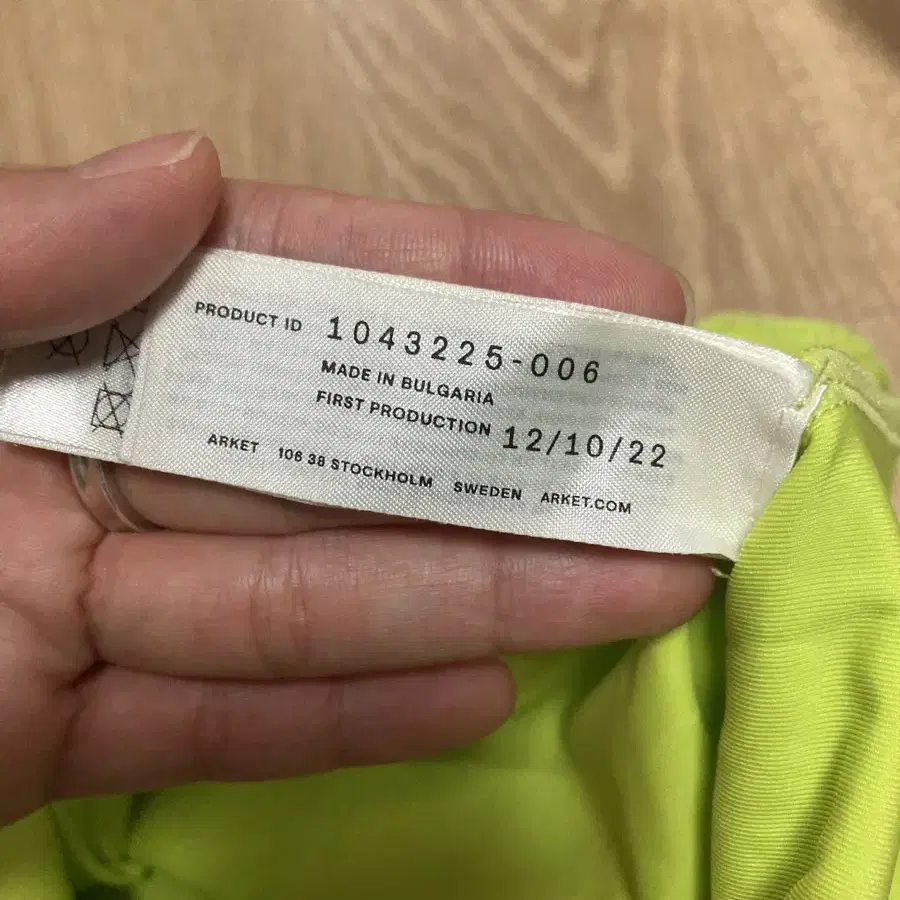 PRODUCT ID 1043225-006
MADE IN BULGARIA
FIRST PRODUCTION 12/10/22
ARKET 106 38 STOCKHOLM SWEDEN ARKET.COM